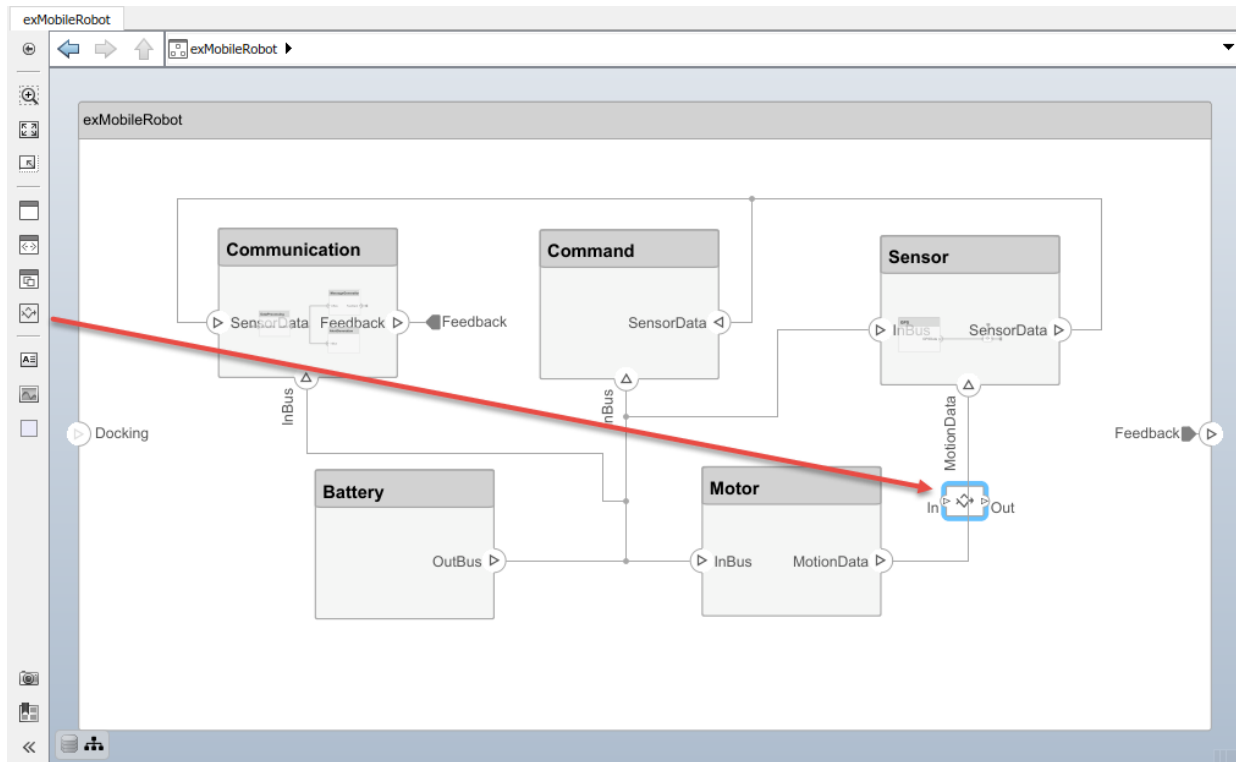 exMobileRobot
exMobileRobot
exMobileRobot
Communication
Command
Sensor
SensorData
Feedback
Feedback
SensorData
InBus
SensorData
InBus
InBus
MotionData
Docking
Feedback
Battery
Motor
In
Out
OutBus
InBus
MotionData